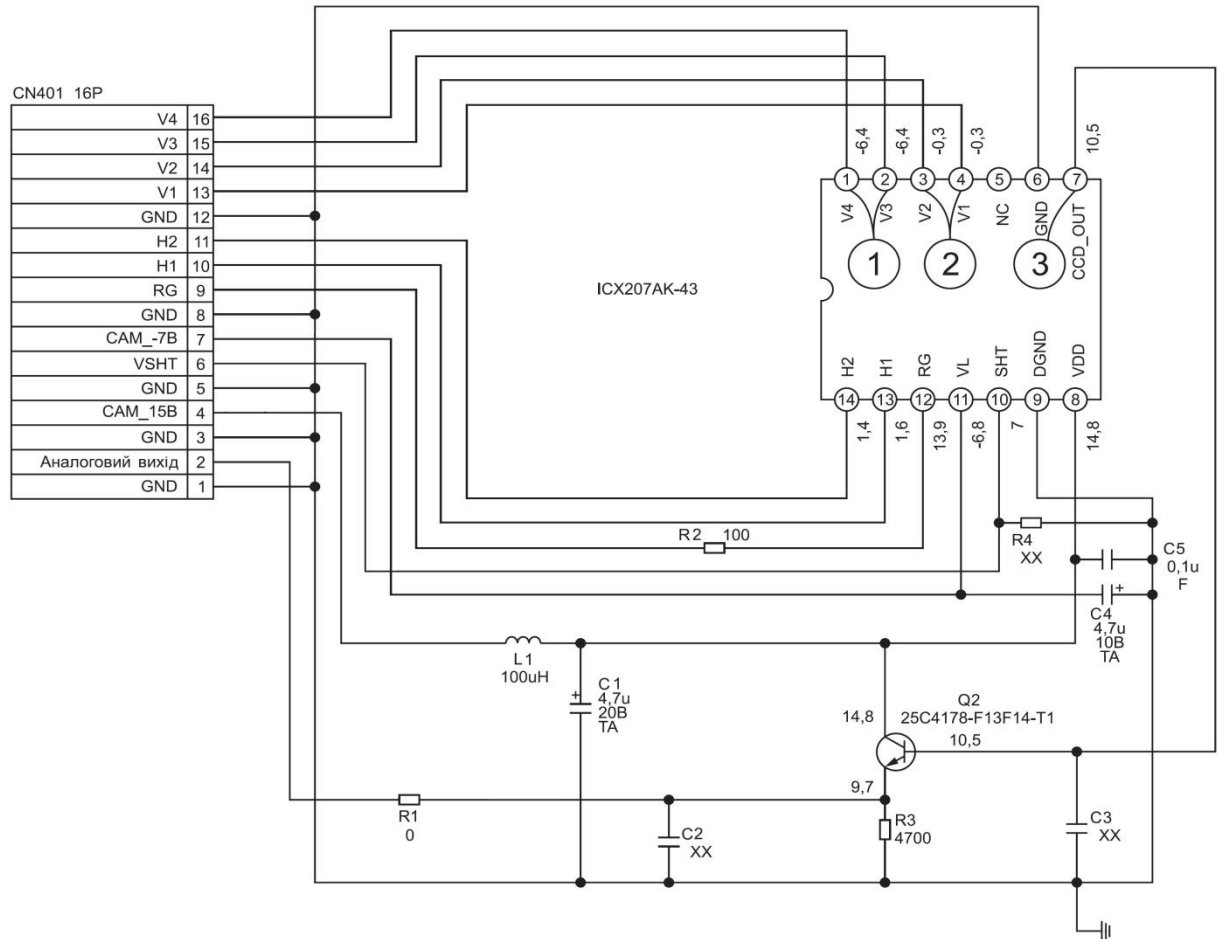 CN401 16P
V4 16
V3 15
V2 14
V1 13
GND 12
H2 11
H1 10
RG 9
GND 8
CAM_-7В 7
VSHT 6
GND 5
CAM_15В 4
GND 3
Аналоговий вихід 2
GND 1
-6,4 -6,4 -0,3 -0,3 10,5
1 2 3 4 5 6 7
V4 V3 V2 V1 NC GND CCD_OUT
1 2 3
ICX207AK-43
H2 H1 RG VL SHT DGND VDD
14 13 12 11 10 9 8
1,4 1,6 13,9 -6,8 7 14,8
R2 100
R4
XX
C5
0,1u
F
+
C4
4,7u
10В
TA
L1
100uH
+
C1
4,7u
20В
TA
Q2
25C4178-F13F14-T1
14,8
10,5
9,7
R1
0
C2
XX
R3
4700
C3
XX